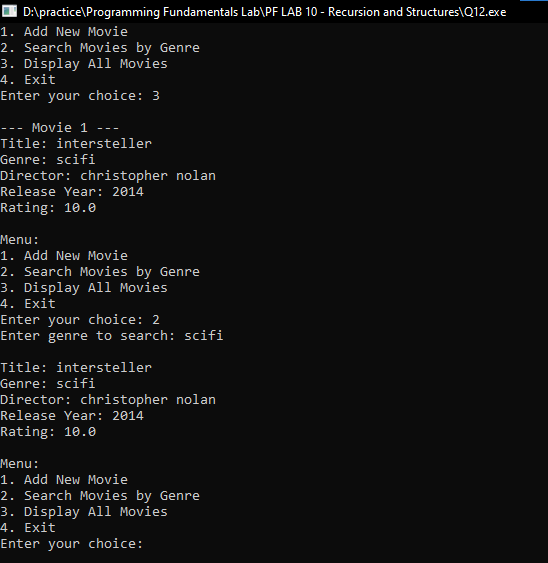 D:\practice\Programming Fundamentals Lab\PF LAB 10 - Recursion and Structures\Q12.exe
1. Add New Movie
2. Search Movies by Genre
3. Display All Movies
4. Exit
Enter your choice: 3
--- Movie 1 ---
Title: intersteller
Genre: scifi
Director: christopher nolan
Release Year: 2014
Rating: 10.0
Menu:
1. Add New Movie
2. Search Movies by Genre
3. Display All Movies
4. Exit
Enter your choice: 2
Enter genre to search: scifi
Title: intersteller
Genre: scifi
Director: christopher nolan
Release Year: 2014
Rating: 10.0
Menu:
1. Add New Movie
2. Search Movies by Genre
3. Display All Movies
4. Exit
Enter your choice: